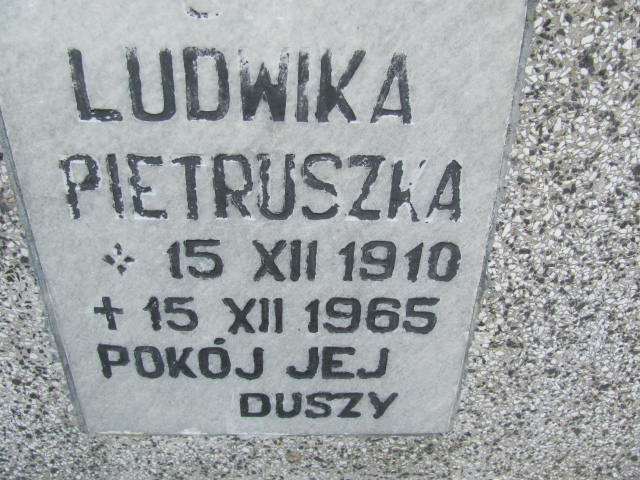 LUDWIKA
PIETRUSZKA
* 15 XII 1910
+ 15 XII 1965
POKÓJ JEJ
DUSZY